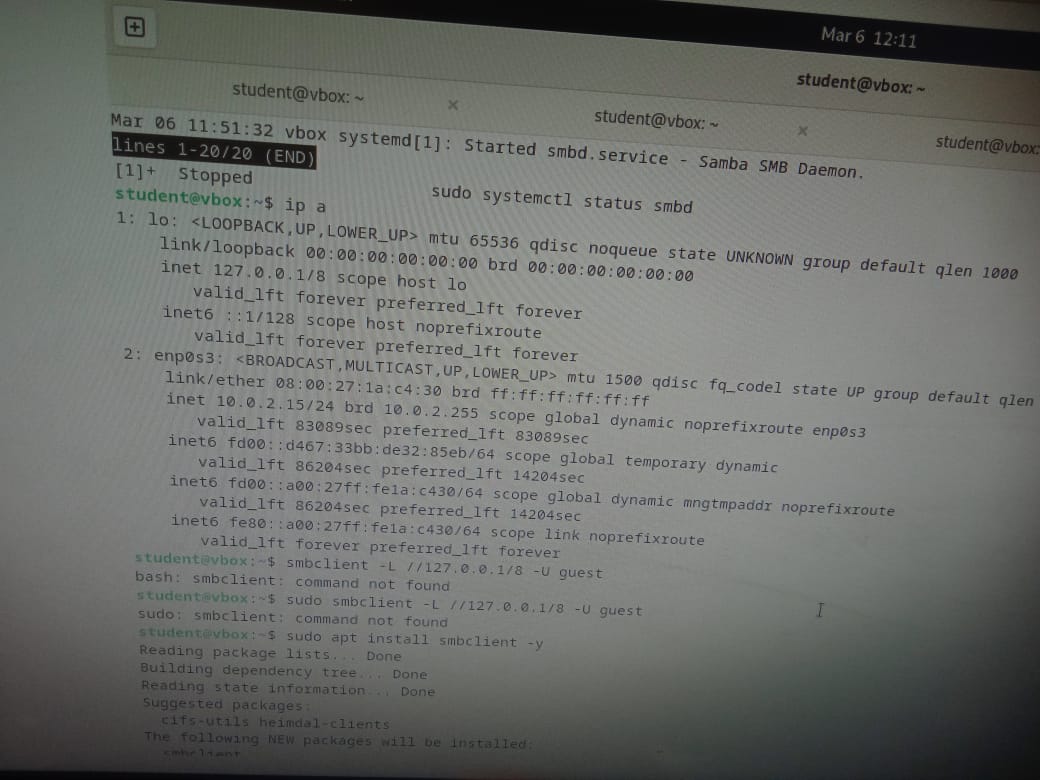 Mar 6 12:11
student@vbox: ~
student@vbox: ~ ×
student@vbox: ~ ×
student@vbox:
Mar 06 11:51:32 vbox systemd[1]: Started smbd.service - Samba SMB Daemon.
lines 1-20/20 (END)
[1]+ Stopped sudo systemctl status smbd
student@vbox:~$ ip a
1: lo: <LOOPBACK,UP,LOWER_UP> mtu 65536 qdisc noqueue state UNKNOWN group default qlen 1000
link/loopback 00:00:00:00:00:00 brd 00:00:00:00:00:00
inet 127.0.0.1/8 scope host lo
valid_lft forever preferred_lft forever
inet6 ::1/128 scope host noprefixroute
valid_lft forever preferred_lft forever
2: enp0s3: <BROADCAST,MULTICAST,UP,LOWER_UP> mtu 1500 qdisc fq_codel state UP group default qlen
link/ether 08:00:27:1a:c4:30 brd ff:ff:ff:ff:ff:ff
inet 10.0.2.15/24 brd 10.0.2.255 scope global dynamic noprefixroute enp0s3
valid_lft 83089sec preferred_lft 83089sec
inet6 fd00::d467:33bb:de32:85eb/64 scope global temporary dynamic
valid_lft 86204sec preferred_lft 14204sec
inet6 fd00::a00:27ff:fe1a:c430/64 scope global dynamic mngtmpaddr noprefixroute
valid_lft 86204sec preferred_lft 14204sec
inet6 fe80::a00:27ff:fe1a:c430/64 scope link noprefixroute
valid_lft forever preferred_lft forever
student@vbox:~$ smbclient -L //127.0.0.1/8 -U guest
bash: smbclient: command not found
student@vbox:~$ sudo smbclient -L //127.0.0.1/8 -U guest
sudo: smbclient: command not found
student@vbox:~$ sudo apt install smbclient -y
Reading package lists... Done
Building dependency tree... Done
Reading state information... Done
Suggested packages:
cifs-utils heimdal-clients
The following NEW packages will be installed:
smbclient